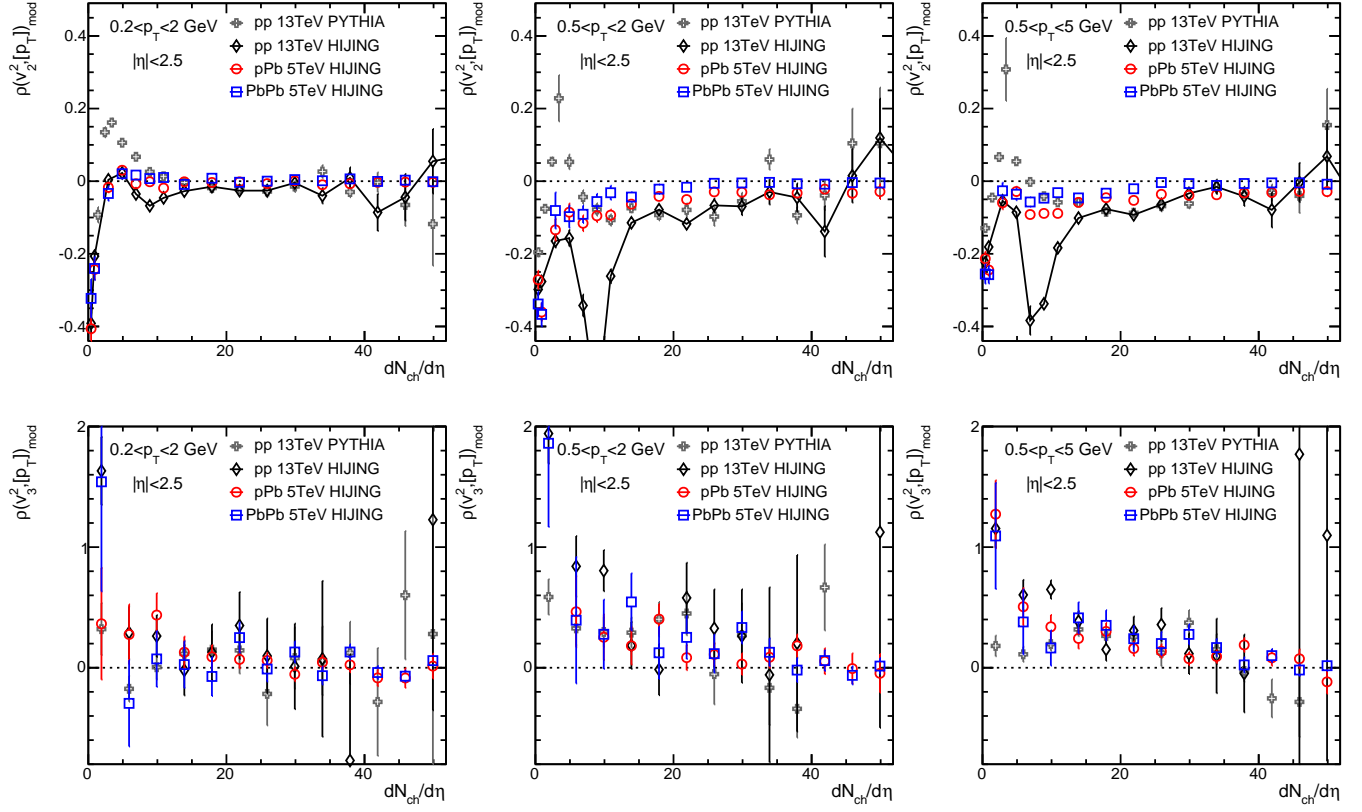 ρ(v₂²,[p_T])_mod
0.2<p_T<2 GeV
|η|<2.5
pp 13TeV PYTHIA
pp 13TeV HIJING
pPb 5TeV HIJING
PbPb 5TeV HIJING
0.4
0.2
0
-0.2
-0.4
0 20 40
dN_ch/dη
ρ(v₂²,[p_T])_mod
0.5<p_T<2 GeV
|η|<2.5
pp 13TeV PYTHIA
pp 13TeV HIJING
pPb 5TeV HIJING
PbPb 5TeV HIJING
0.4
0.2
0
-0.2
-0.4
0 20 40
dN_ch/dη
ρ(v₂²,[p_T])_mod
0.5<p_T<5 GeV
|η|<2.5
pp 13TeV PYTHIA
pp 13TeV HIJING
pPb 5TeV HIJING
PbPb 5TeV HIJING
0.4
0.2
0
-0.2
-0.4
0 20 40
dN_ch/dη
ρ(v₃²,[p_T])_mod
0.2<p_T<2 GeV
|η|<2.5
pp 13TeV PYTHIA
pp 13TeV HIJING
pPb 5TeV HIJING
PbPb 5TeV HIJING
2
1
0
0 20 40
dN_ch/dη
ρ(v₃²,[p_T])_mod
0.5<p_T<2 GeV
|η|<2.5
pp 13TeV PYTHIA
pp 13TeV HIJING
pPb 5TeV HIJING
PbPb 5TeV HIJING
2
1
0
0 20 40
dN_ch/dη
ρ(v₃²,[p_T])_mod
0.5<p_T<5 GeV
|η|<2.5
pp 13TeV PYTHIA
pp 13TeV HIJING
pPb 5TeV HIJING
PbPb 5TeV HIJING
2
1
0
0 20 40
dN_ch/dη